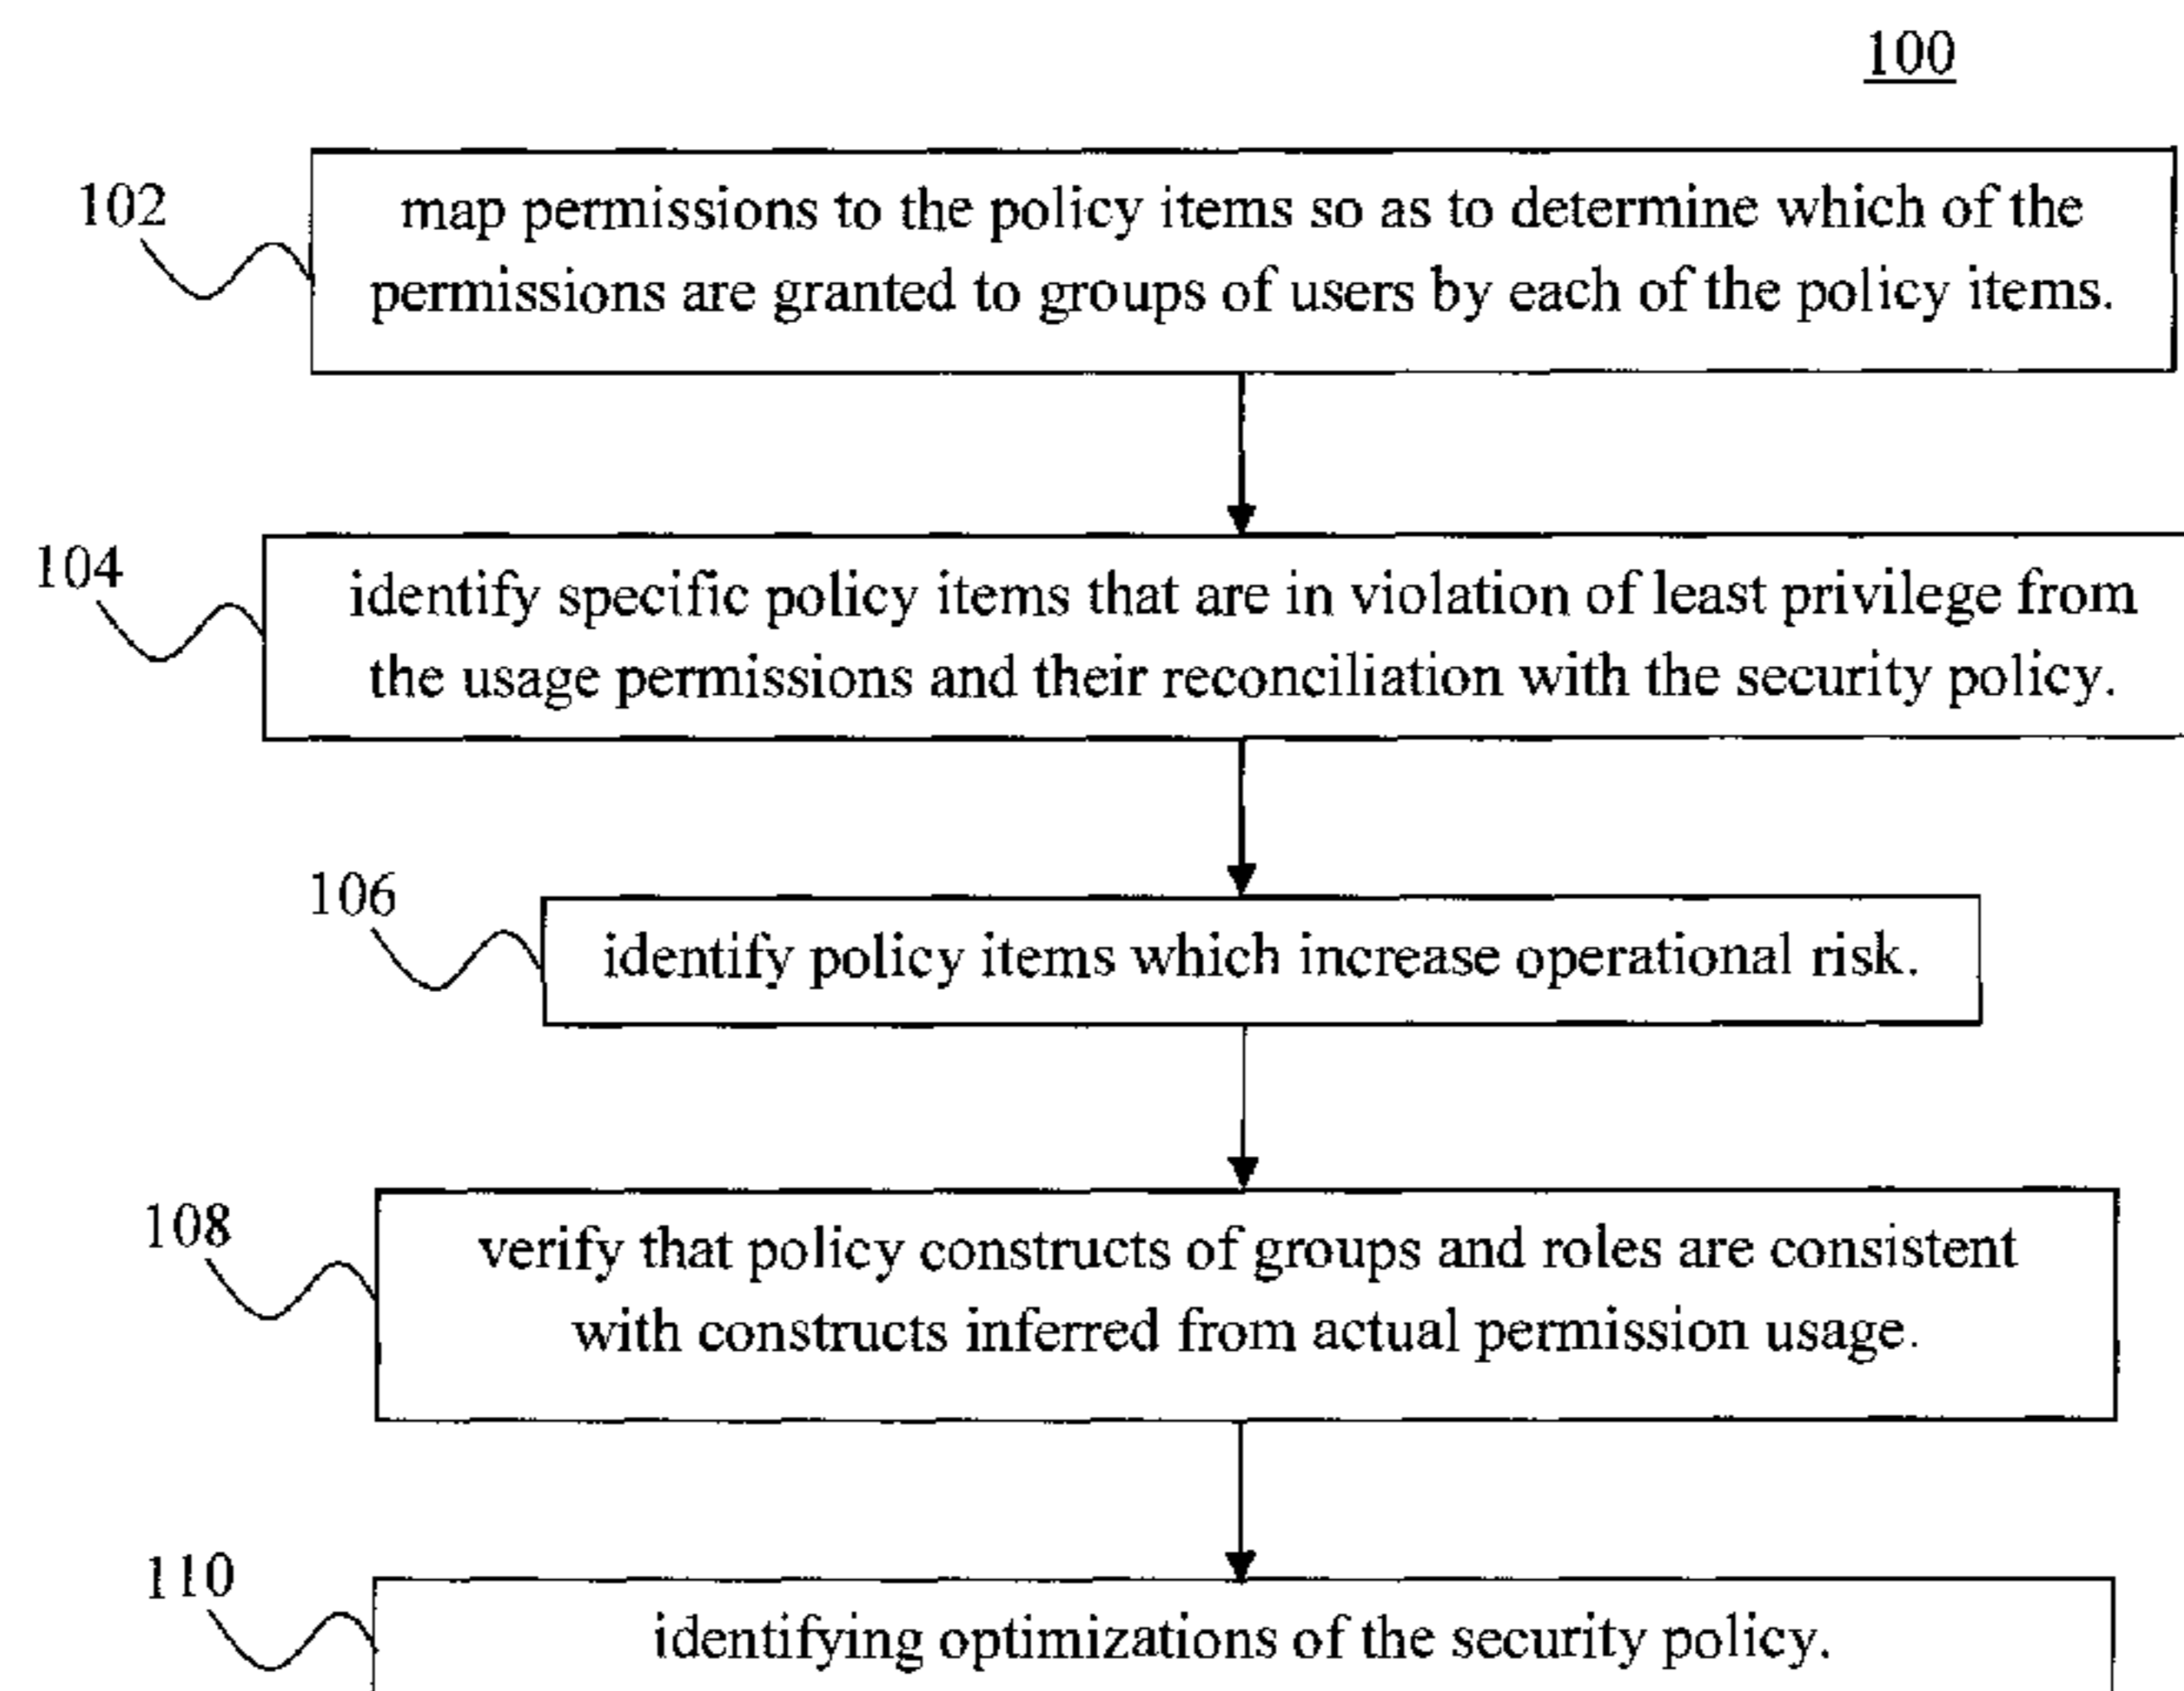 100
102
map permissions to the policy items so as to determine which of the
permissions are granted to groups of users by each of the policy items.
104
identify specific policy items that are in violation of least privilege from
the usage permissions and their reconciliation with the security policy.
106
identify policy items which increase operational risk.
108
verify that policy constructs of groups and roles are consistent
with constructs inferred from actual permission usage.
110
identifying optimizations of the security policy.